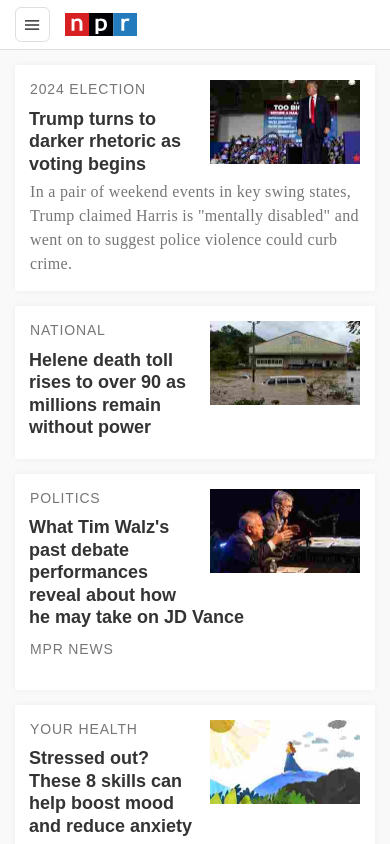 npr
2024 ELECTION
Trump turns to
darker rhetoric as
voting begins
TOO BI
In a pair of weekend events in key swing states,
Trump claimed Harris is "mentally disabled" and
went on to suggest police violence could curb
crime.
NATIONAL
Helene death toll
rises to over 90 as
millions remain
without power
POLITICS
What Tim Walz's
past debate
performances
reveal about how
he may take on JD Vance
MPR NEWS
YOUR HEALTH
Stressed out?
These 8 skills can
help boost mood
and reduce anxiety